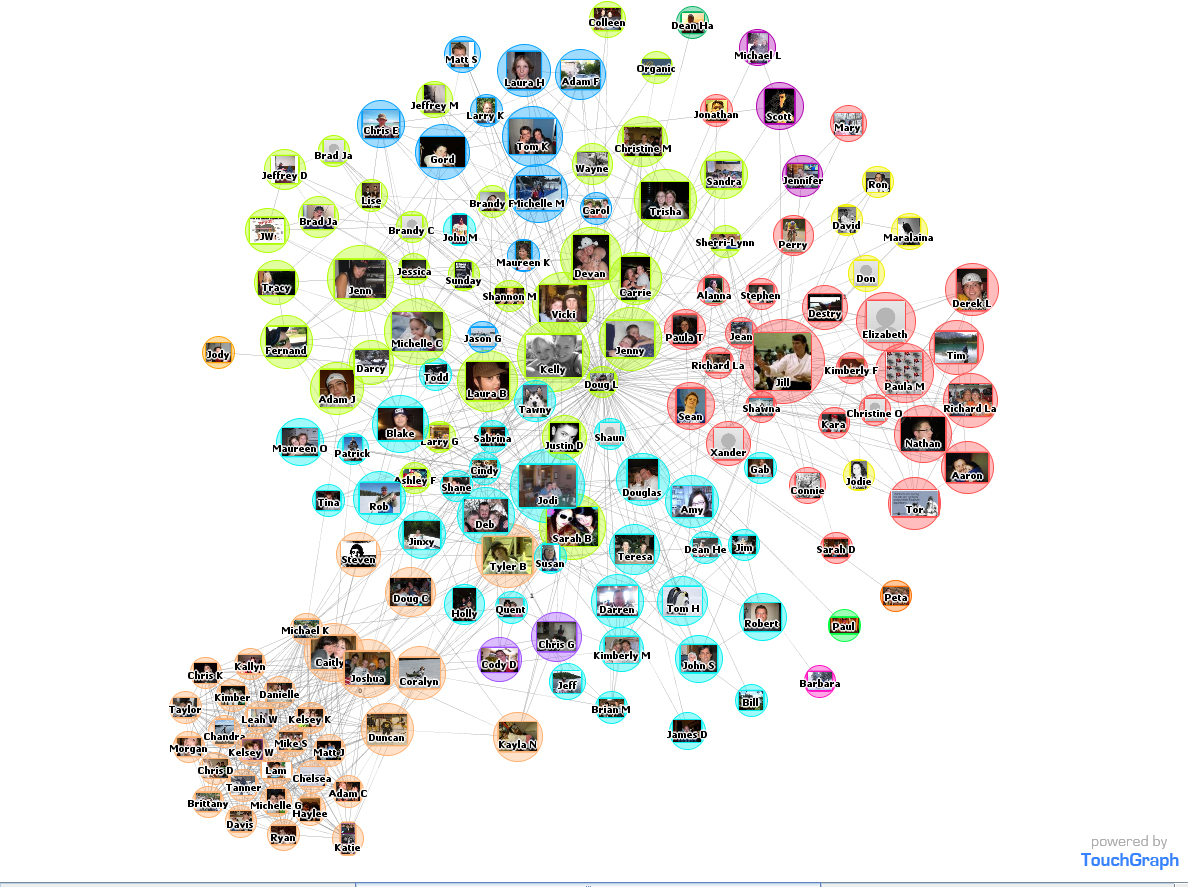 Colleen
Dean Ha
Matt S
Laura H
Adam F
Organic
Michael L
Jeffrey M
Larry K
Jonathan
Scott
Chris E
Gord
Tom K
Christine M
Mary
Brad Ja
Jeffrey D
Wayne
Sandra
Jennifer
Ron
Lise
Brandy F
Michelle M
Carol
Trisha
JW
Brad Ja
Brandy C
John M
Sherri-Lynn
Perry
David
Maralaina
Maureen K
Devan
Carrie
Don
Tracy
Jenn
Jessica
Sunday
Shannon M
Vicki
Alanna
Stephen
Destry
Derek L
Elizabeth
Jody
Fernand
Michelle C
Jason G
Jenny
Paula T
Jean
Tim
Darcy
Todd
Kelly
Doug L
Richard La
Jill
Kimberly F
Paula M
Adam J
Laura B
Tawny
Sean
Shawna
Christine O
Richard La
Blake
Larry G
Sabrina
Justin D
Shaun
Xander
Kara
Nathan
Maureen O
Patrick
Cindy
Gab
Jodie
Aaron
Ashley F
Shane
Jodi
Douglas
Connie
Tina
Rob
Deb
Amy
Tor
Jinxy
Sarah B
Steven
Tyler B
Susan
Teresa
Dean He
Jim
Sarah D
Doug C
Holly
Quent
1
Darren
Tom H
Robert
Peta
Paul
Michael K
Chris G
Caitly
Joshua
Coralyn
Cody D
Kimberly M
John S
Chris K
Kallyn
Jeff
Barbara
Taylor
Kimber
Danielle
0
Brian M
Bill
Leah W
Kelsey K
Chandra
Duncan
James D
Morgan
Kelsey W
Mike S
Matt J
Kayla N
Chris D
Lam
Chelsea
Tanner
Adam C
Brittany
Michelle G
Haylee
Davis
Ryan
Katie
powered by
TouchGraph